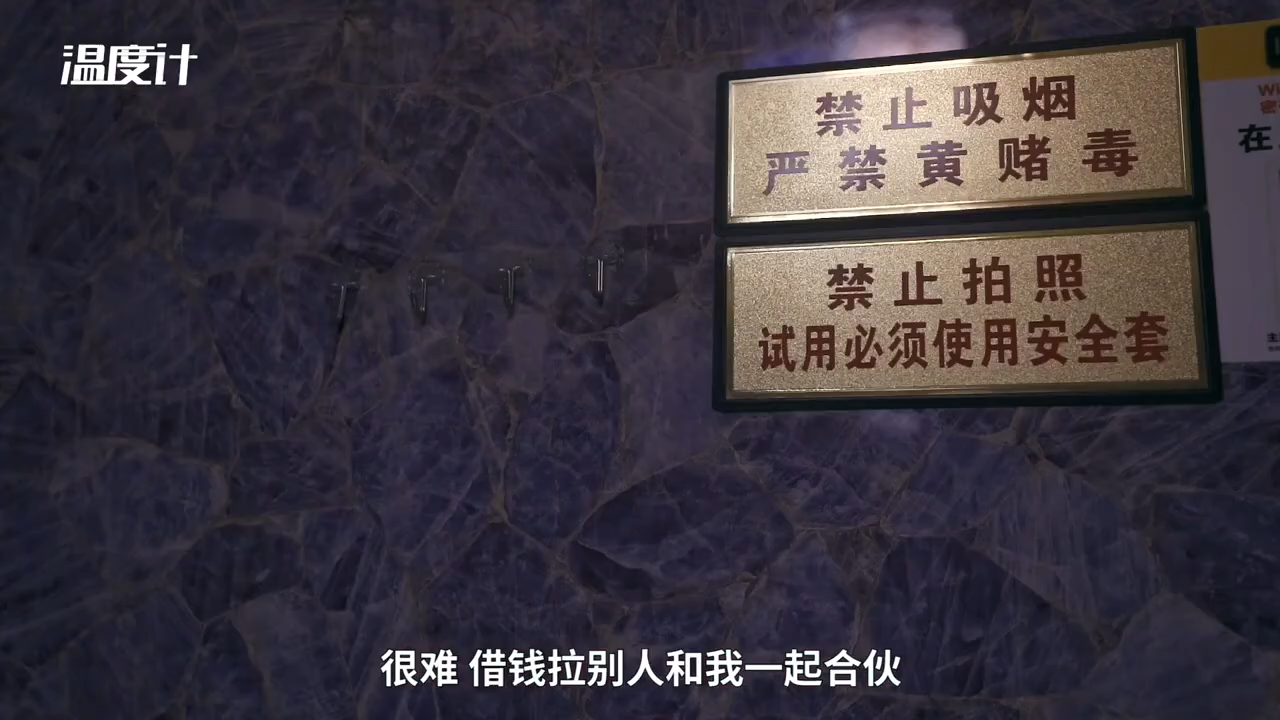 温度计
禁止吸烟
严禁黄赌毒
禁止拍照
试用必须使用安全套
在
很难 借钱拉别人和我一起合伙